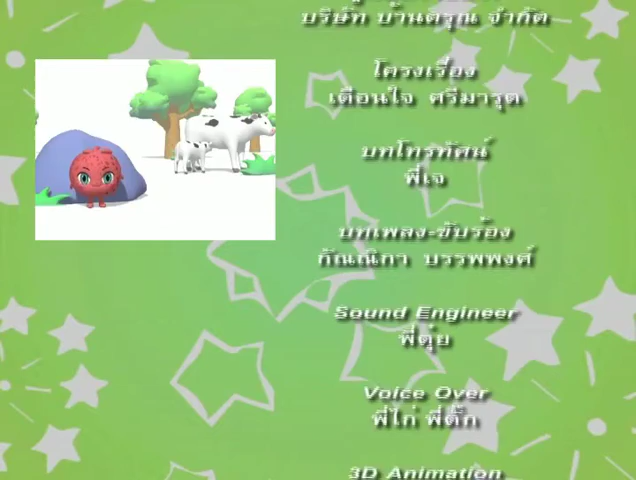 บริษัท บ้านดรุณ จำกัด
โครงเรื่อง
เตือนใจ ศรีมารุต
บทโทรทัศน์
พี่เจ
บทเพลง-ขับร้อง
กัณณิกา บรรพพงศ์
Sound Engineer
พี่ตุ๋ย
Voice Over
พี่ไก่ พี่ติ๊ก
3D Animation